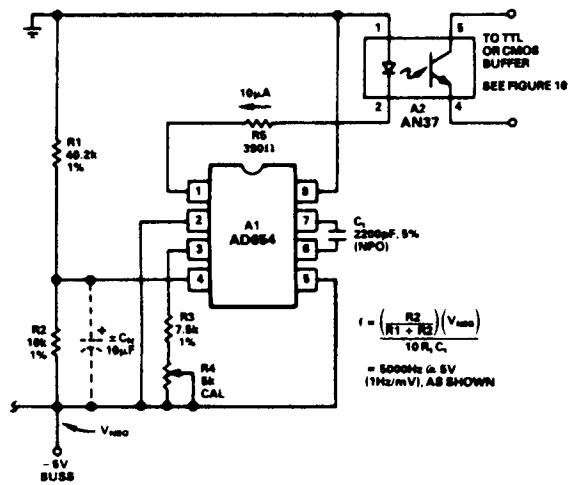 1
5
TO TTL
OR CMOS
BUFFER
SEE FIGURE 18
10µA
2
A2
4
AN37
R5
390Ω
R1
40.2k
1%
1
8
2
A1
7
AD654
C₁
2200pF, 5%
(NPO)
3
6
4
5
R2
10k
1%
+
10µF
R3
7.5k
1%
R4
5k
CAL
f = (R2 / R1 + R2) (V_NEG) / 10 R₁ C₁
= 5000Hz @ 5V
(1Hz/mV), AS SHOWN
V_NEG
– 5V
BUSS